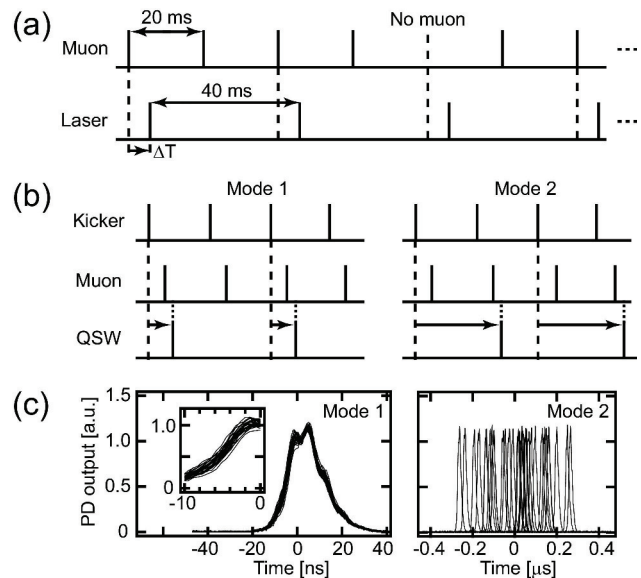 (a)
20 ms
No muon
Muon
40 ms
Laser
ΔT
(b)
Mode 1
Mode 2
Kicker
Muon
QSW
(c)
PD output [a.u.]
1.5
1.0
0.5
0
1.0
0
-10
0
Mode 1
-40 -20 0 20 40
Time [ns]
Mode 2
-0.4 -0.2 0 0.2 0.4
Time [µs]